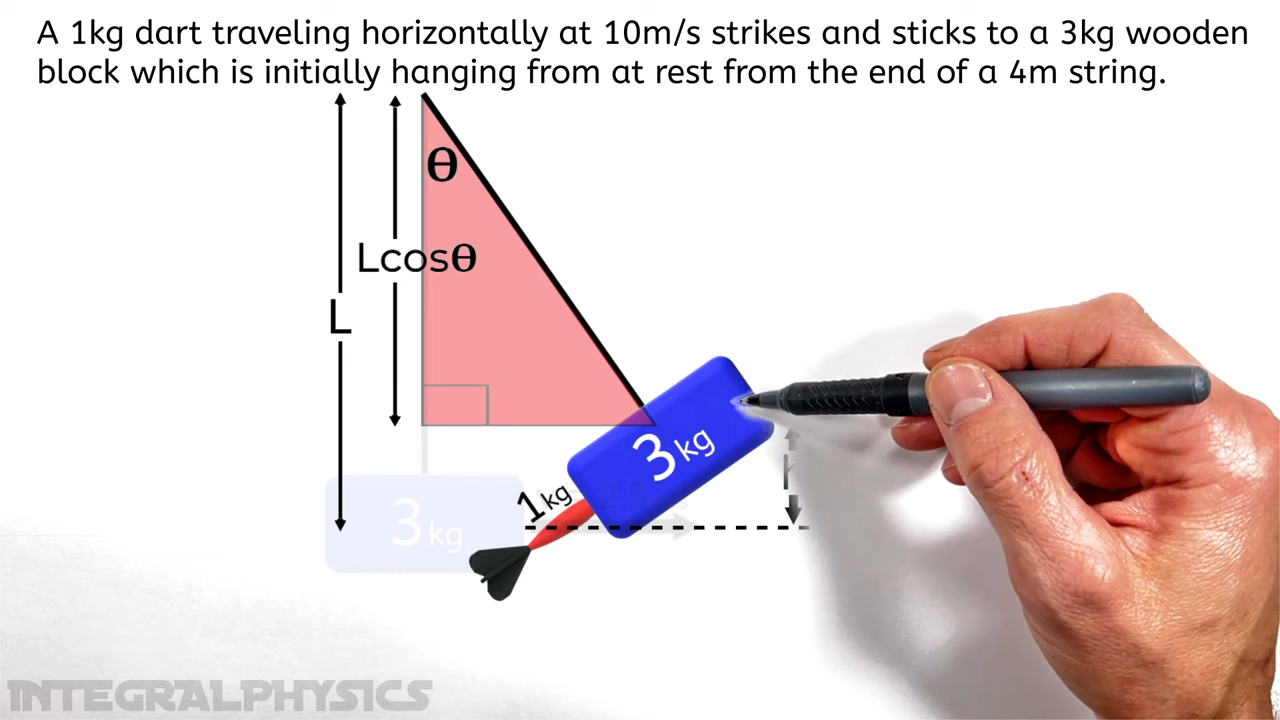 A 1kg dart traveling horizontally at 10m/s strikes and sticks to a 3kg wooden
block which is initially hanging from at rest from the end of a 4m string.
θ
Lcosθ
L
3kg
1kg
3kg
INTEGRALPHYSICS